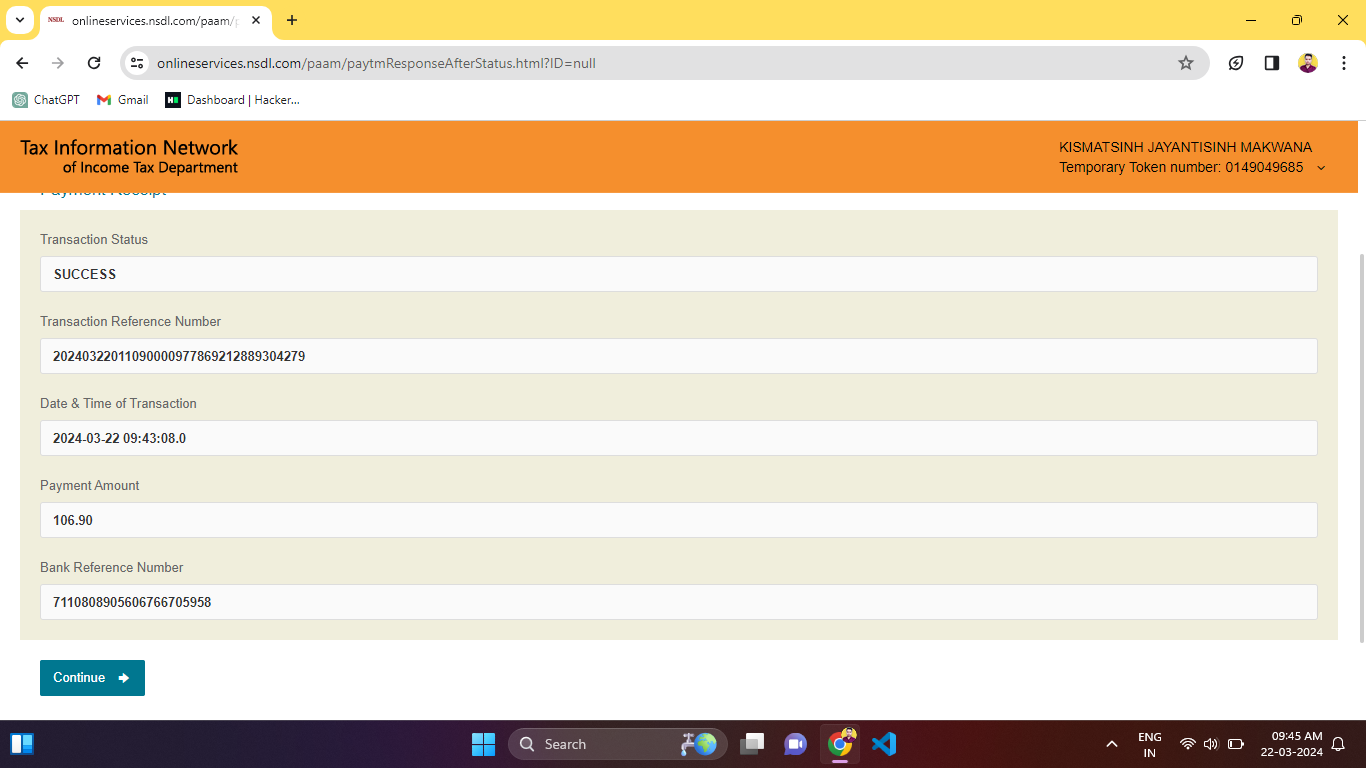 NSDL onlineservices.nsdl.com/paam/p
onlineservices.nsdl.com/paam/paytmResponseAfterStatus.html?ID=null
ChatGPT Gmail Dashboard | Hacker...
Tax Information Network
of Income Tax Department
KISMATSINH JAYANTISINH MAKWANA
Temporary Token number: 0149049685
Payment Receipt
Transaction Status
SUCCESS
Transaction Reference Number
20240322011090000977869212889304279
Date & Time of Transaction
2024-03-22 09:43:08.0
Payment Amount
106.90
Bank Reference Number
7110808905606766705958
Continue
Search
ENG
IN
09:45 AM
22-03-2024